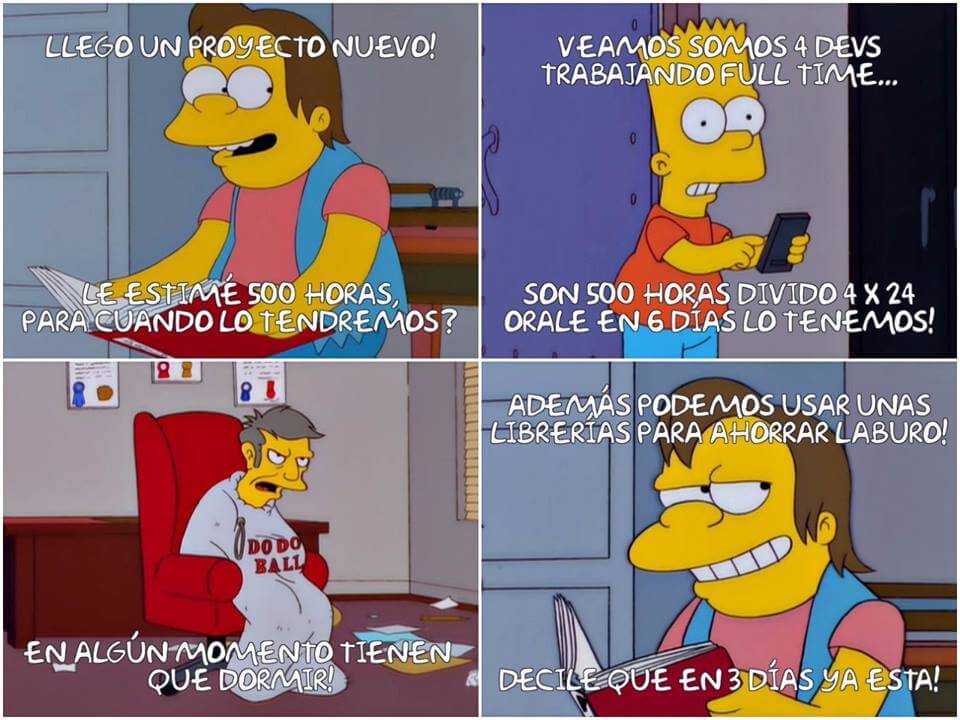 LLEGO UN PROYECTO NUEVO!
LE ESTIMÉ 500 HORAS,
PARA CUANDO LO TENDREMOS?
VEAMOS SOMOS 4 DEVS
TRABAJANDO FULL TIME...
SON 500 HORAS DIVIDO 4 X 24
ORALE EN 6 DÍAS LO TENEMOS!
DO DO
BALL
EN ALGÚN MOMENTO TIENEN
QUE DORMIR!
ADEMÁS PODEMOS USAR UNAS
LIBRERÍAS PARA AHORRAR LABURO!
DECILE QUE EN 3 DÍAS YA ESTA!